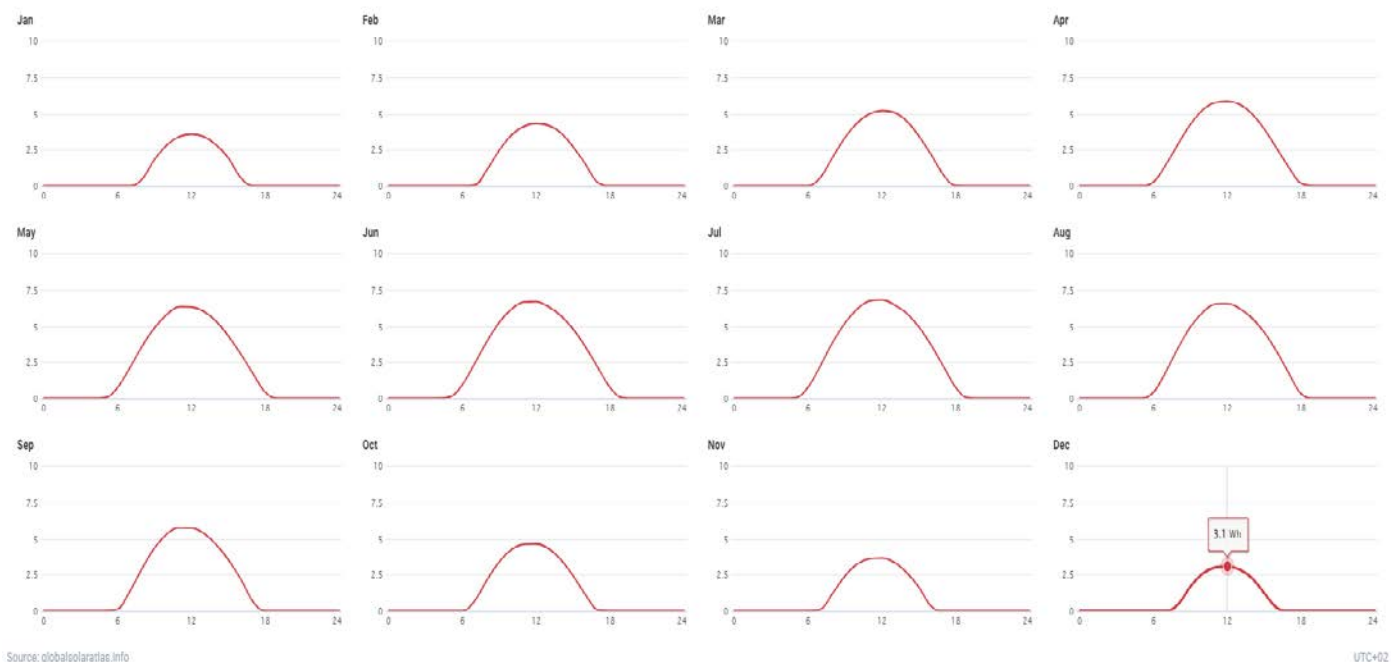 Jan Feb Mar Apr
10 10 10 10
7.5 7.5 7.5 7.5
5 5 5 5
2.5 2.5 2.5 2.5
0 0 0 0
0 6 12 18 24 0 6 12 18 24 0 6 12 18 24 0 6 12 18 24
May Jun Jul Aug
10 10 10 10
7.5 7.5 7.5 7.5
5 5 5 5
2.5 2.5 2.5 2.5
0 0 0 0
0 6 12 18 24 0 6 12 18 24 0 6 12 18 24 0 6 12 18 24
Sep Oct Nov Dec
10 10 10 10
7.5 7.5 7.5 7.5
3.1 Wh
5 5 5 5
2.5 2.5 2.5 2.5
0 0 0 0
0 6 12 18 24 0 6 12 18 24 0 6 12 18 24 0 6 12 18 24
Source: globalsolaratlas.info UTC+02